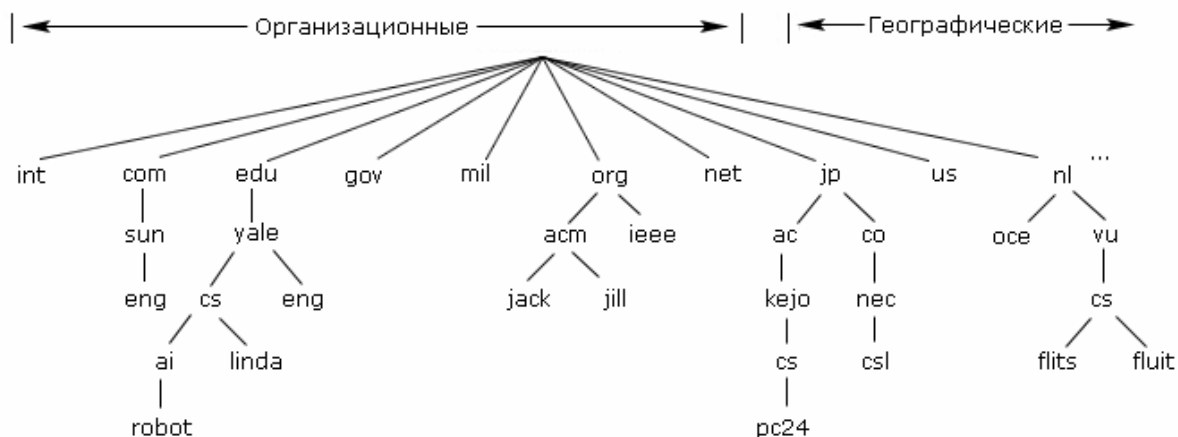 Организационные Географические
int com edu gov mil org net jp us nl ...
sun yale acm ieee ac co oce vu
eng cs eng jack jill kejo nec cs
ai linda cs csl flits fluit
robot pc24